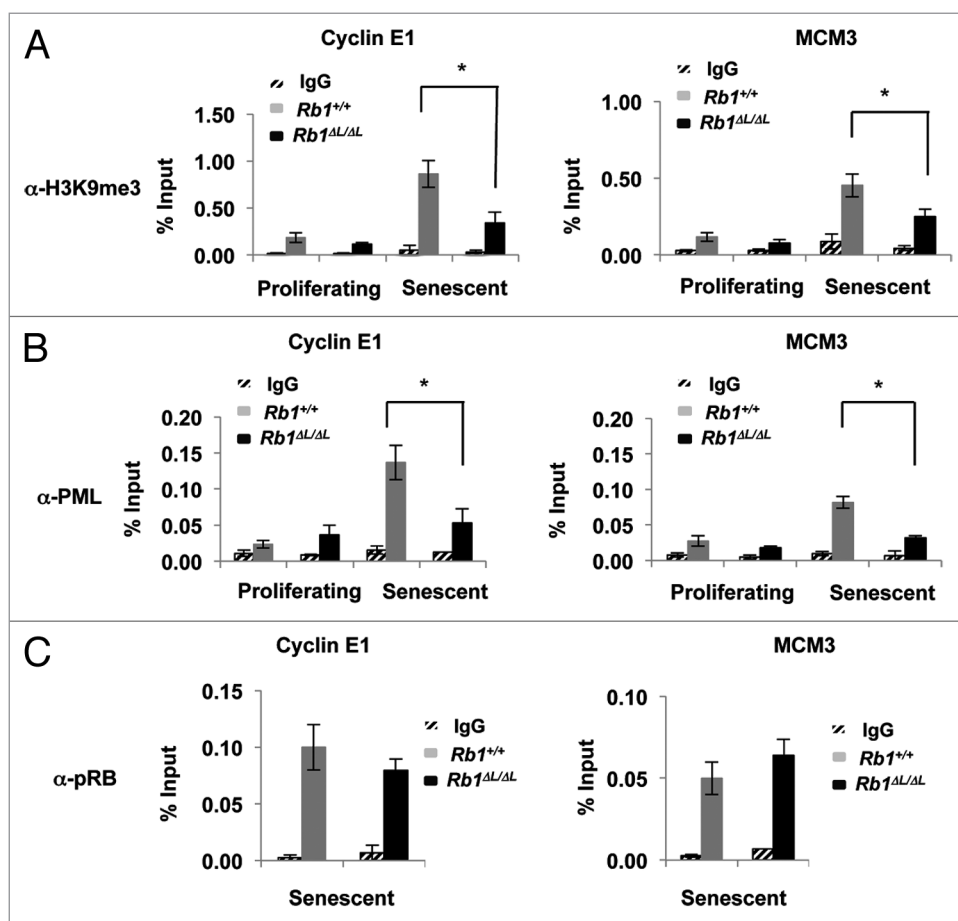 A
Cyclin E1
IgG
Rb1+/+
Rb1ΔL/ΔL
*
% Input
1.50
1.00
0.50
0.00
Proliferating Senescent
MCM3
IgG
Rb1+/+
Rb1ΔL/ΔL
*
% Input
1.00
0.50
0.00
Proliferating Senescent
α-H3K9me3
B
Cyclin E1
IgG
Rb1+/+
Rb1ΔL/ΔL
*
% Input
0.20
0.15
0.10
0.05
0.00
Proliferating Senescent
MCM3
IgG
Rb1+/+
Rb1ΔL/ΔL
*
% Input
0.20
0.15
0.10
0.05
0.00
Proliferating Senescent
α-PML
C
Cyclin E1
IgG
Rb1+/+
Rb1ΔL/ΔL
% Input
0.15
0.10
0.05
0.00
Senescent
MCM3
IgG
Rb1+/+
Rb1ΔL/ΔL
% Input
0.10
0.05
0.00
Senescent
α-pRB